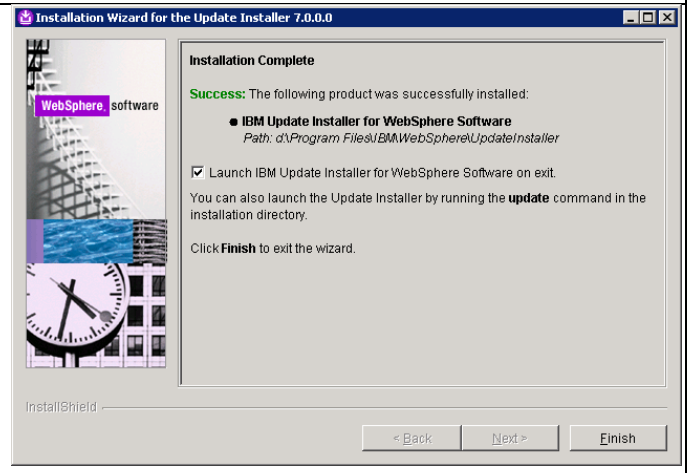 Installation Wizard for the Update Installer 7.0.0.0
WebSphere. software
Installation Complete
Success: The following product was successfully installed:
● IBM Update Installer for WebSphere Software
Path: d:\Program Files\IBM\WebSphere\UpdateInstaller
Launch IBM Update Installer for WebSphere Software on exit.
You can also launch the Update Installer by running the update command in the
installation directory.
Click Finish to exit the wizard.
InstallShield
< Back Next > Finish